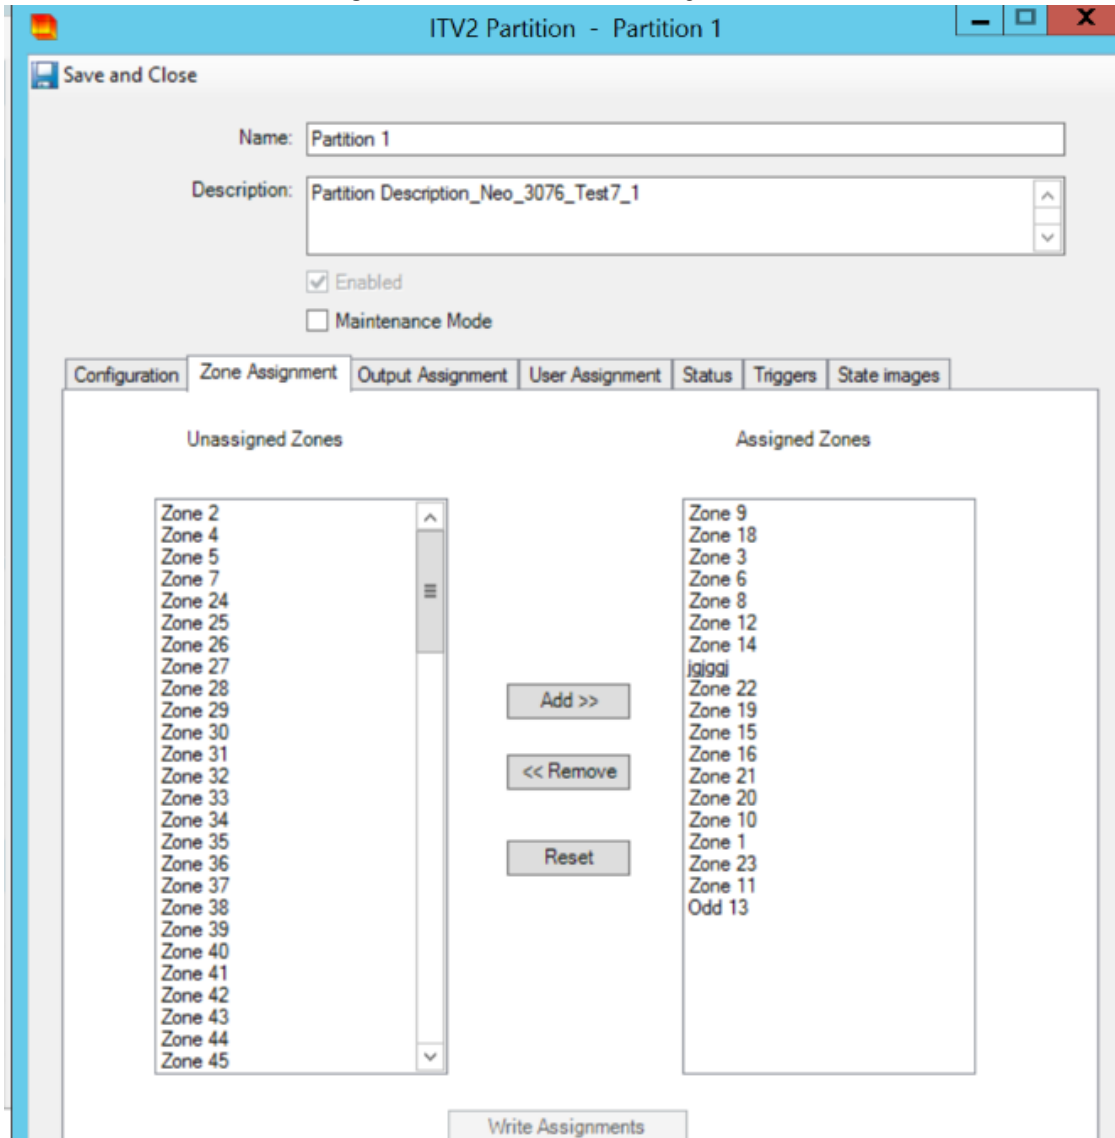 ITV2 Partition - Partition 1
Save and Close
Name: Partition 1
Description: Partition Description_Neo_3076_Test7_1
Enabled
Maintenance Mode
Configuration Zone Assignment Output Assignment User Assignment Status Triggers State images
Unassigned Zones
Zone 2
Zone 4
Zone 5
Zone 7
Zone 24
Zone 25
Zone 26
Zone 27
Zone 28
Zone 29
Zone 30
Zone 31
Zone 32
Zone 33
Zone 34
Zone 35
Zone 36
Zone 37
Zone 38
Zone 39
Zone 40
Zone 41
Zone 42
Zone 43
Zone 44
Zone 45
Add >>
<< Remove
Reset
Assigned Zones
Zone 9
Zone 18
Zone 3
Zone 6
Zone 8
Zone 12
Zone 14
jgjggj
Zone 22
Zone 19
Zone 15
Zone 16
Zone 21
Zone 20
Zone 10
Zone 1
Zone 23
Zone 11
Odd 13
Write Assignments